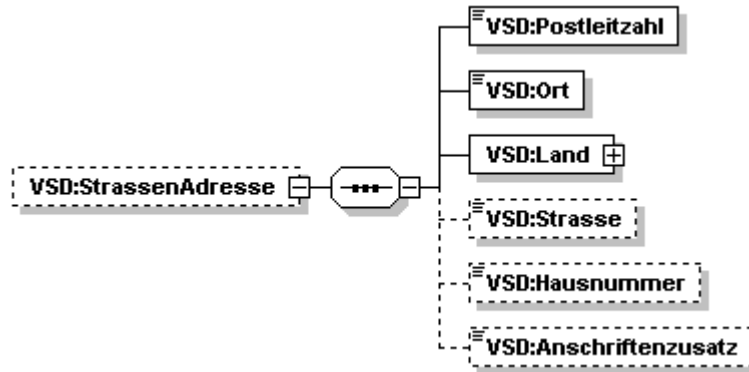 VSD:Postleitzahl
VSD:Ort
VSD:Land
VSD:StrassenAdresse
VSD:Strasse
VSD:Hausnummer
VSD:Anschriftenzusatz